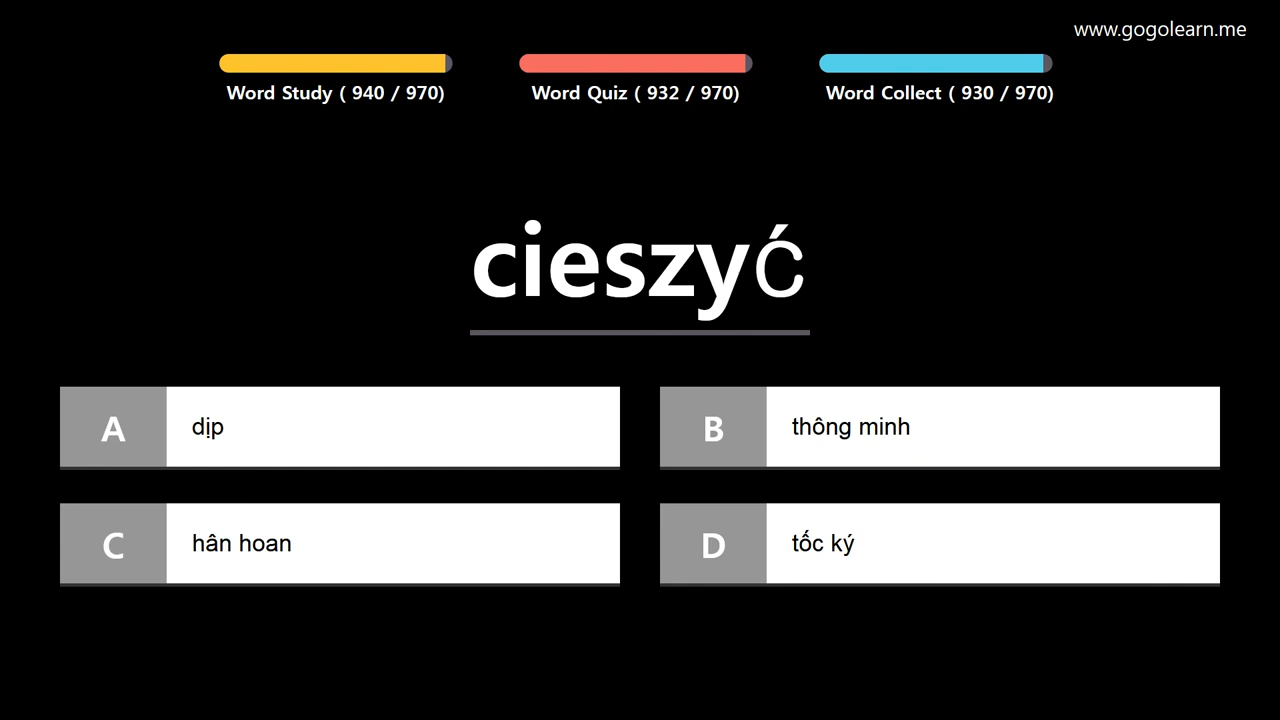 www.gogolearn.me
Word Study ( 940 / 970)
Word Quiz ( 932 / 970)
Word Collect ( 930 / 970)
cieszyć
A
dịp
B
thông minh
C
hân hoan
D
tốc ký